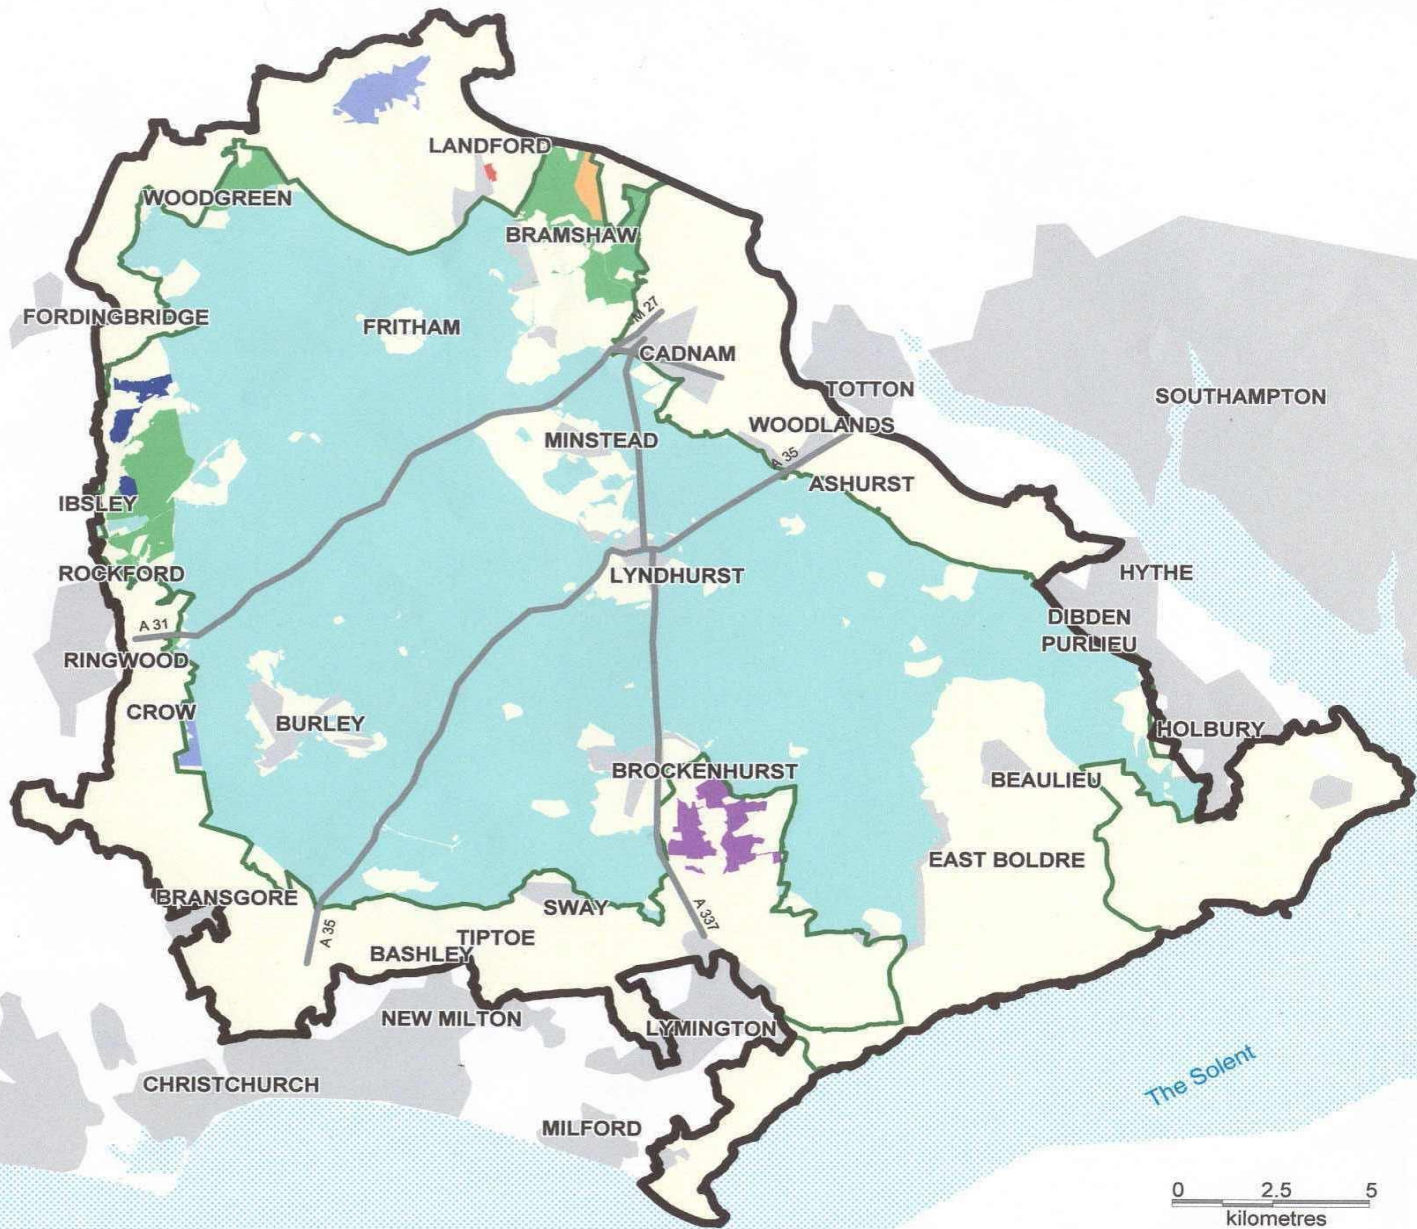 LANDFORD
WOODGREEN
BRAMSHAW
M 27
FORDINGBRIDGE
FRITHAM
CADNAM
TOTTON
SOUTHAMPTON
WOODLANDS
MINSTEAD
A 35
ASHURST
IBSLEY
ROCKFORD
LYNDHURST
HYTHE
DIBDEN
PURLIEU
A 31
RINGWOOD
CROW
BURLEY
HOLBURY
BROCKENHURST
BEAULIEU
EAST BOLDRE
BRANSGORE
SWAY
A 337
A 35
TIPTOE
BASHLEY
NEW MILTON
LYMINGTON
CHRISTCHURCH
The Solent
MILFORD
0 2.5 5
kilometres